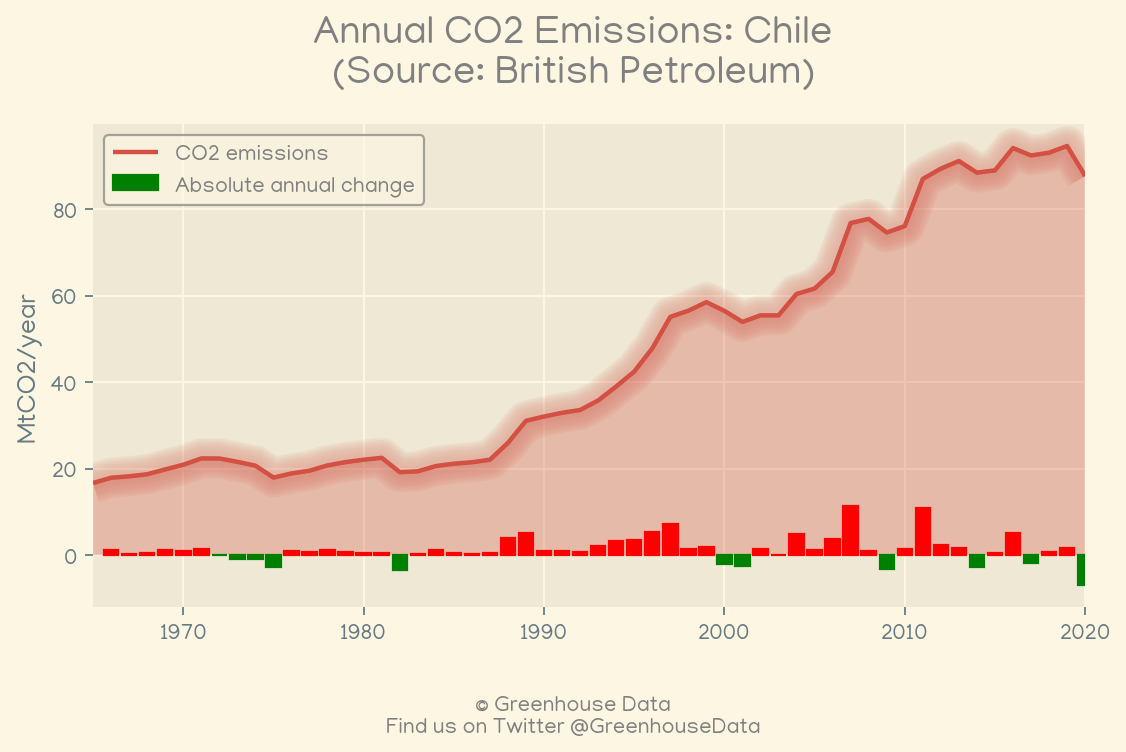 Annual CO2 Emissions: Chile
(Source: British Petroleum)
CO2 emissions
Absolute annual change
MtCO2/year
80
60
40
20
0
1970 1980 1990 2000 2010 2020
© Greenhouse Data
Find us on Twitter @GreenhouseData